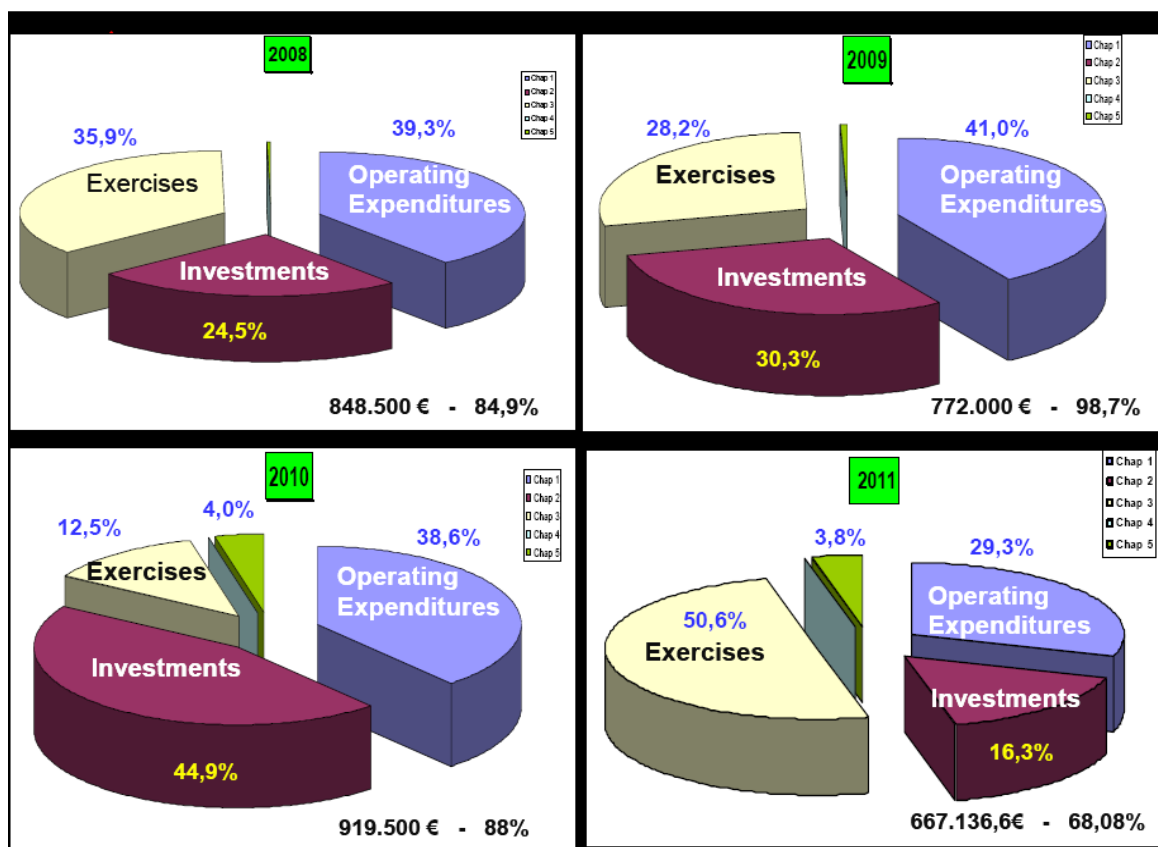 2008
Chap 1
Chap 2
Chap 3
Chap 4
Chap 5
35,9%
39,3%
Exercises
Operating
Expenditures
Investments
24,5%
848.500 € - 84,9%
2009
Chap 1
Chap 2
Chap 3
Chap 4
Chap 5
28,2%
41,0%
Exercises
Operating
Expenditures
Investments
30,3%
772.000 € - 98,7%
2010
Chap 1
Chap 2
Chap 3
Chap 4
Chap 5
12,5%
4,0%
38,6%
Exercises
Operating
Expenditures
Investments
44,9%
919.500 € - 88%
2011
Chap 1
Chap 2
Chap 3
Chap 4
Chap 5
3,8%
29,3%
50,6%
Exercises
Operating
Expenditures
Investments
16,3%
667.136,6€ - 68,08%